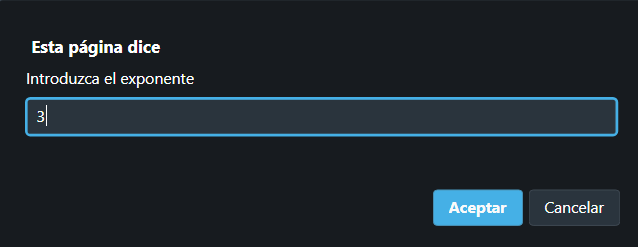 Esta página dice
Introduzca el exponente
3
Aceptar Cancelar